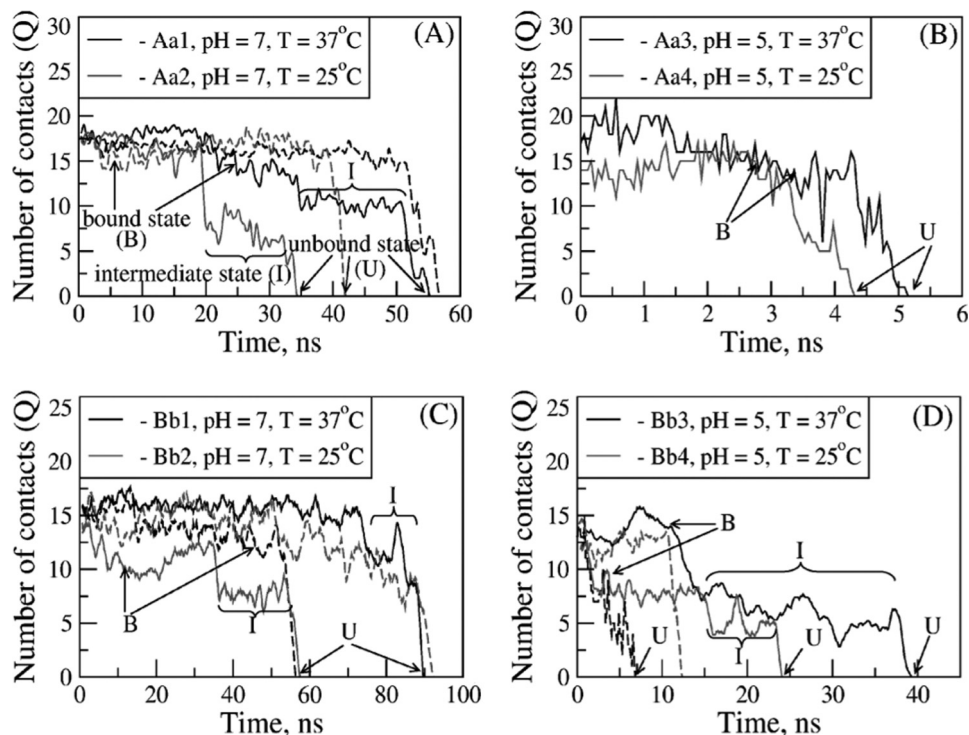 (A)
- Aa1, pH = 7, T = 37°C
- Aa2, pH = 7, T = 25°C
Number of contacts (Q)
30
25
20
15
10
5
0
I
bound state
(B)
unbound state
(U)
intermediate state (I)
0 10 20 30 40 50 60
Time, ns
(B)
- Aa3, pH = 5, T = 37°C
- Aa4, pH = 5, T = 25°C
Number of contacts (Q)
30
25
20
15
10
5
0
B
U
0 1 2 3 4 5 6
Time, ns
(C)
- Bb1, pH = 7, T = 37°C
- Bb2, pH = 7, T = 25°C
Number of contacts (Q)
25
20
15
10
5
0
I
B
I
U
0 20 40 60 80 100
Time, ns
(D)
- Bb3, pH = 5, T = 37°C
- Bb4, pH = 5, T = 25°C
Number of contacts (Q)
25
20
15
10
5
0
B
I
U
I
U
U
0 10 20 30 40
Time, ns